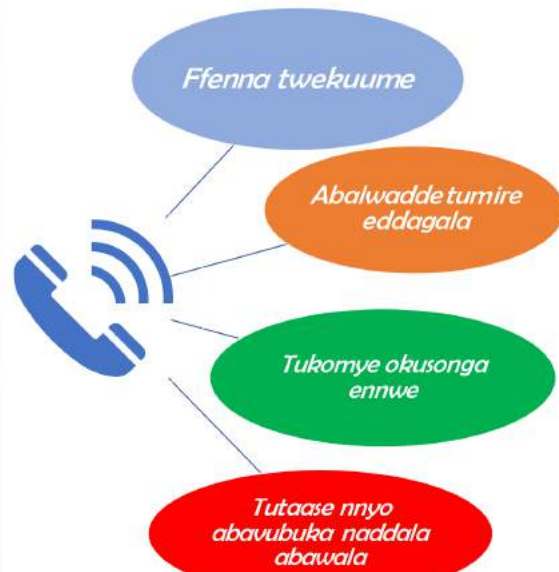 Ffenna twekuume
Abalwadde tumire
eddagala
Tukomye okusonga
ennwe
Tutaase nnyo
abavubuka naddala
abawala